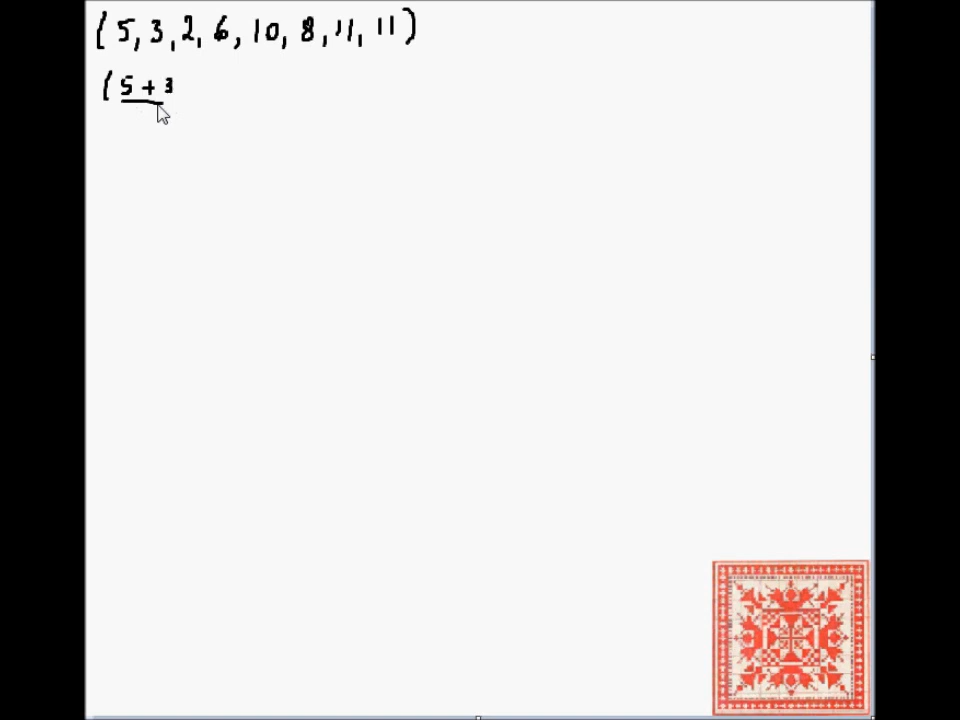 (5, 3, 2, 6, 10, 8, 11, 11)
(5 + 3